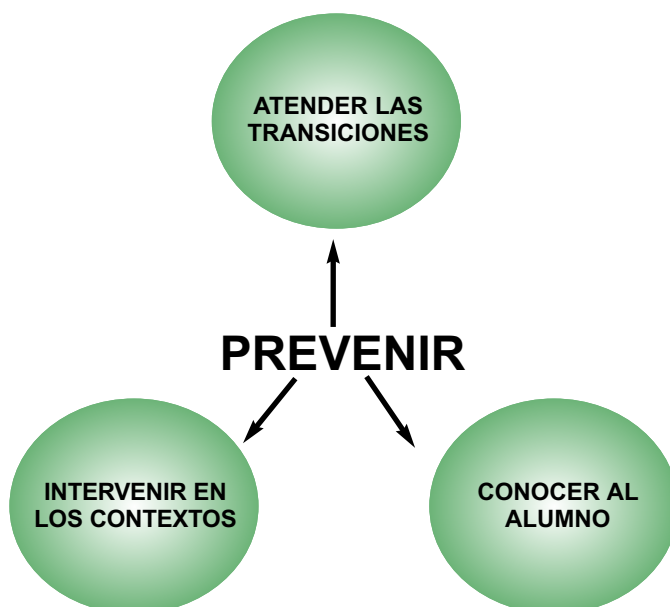 ATENDER LAS
TRANSICIONES
PREVENIR
INTERVENIR EN
LOS CONTEXTOS
CONOCER AL
ALUMNO